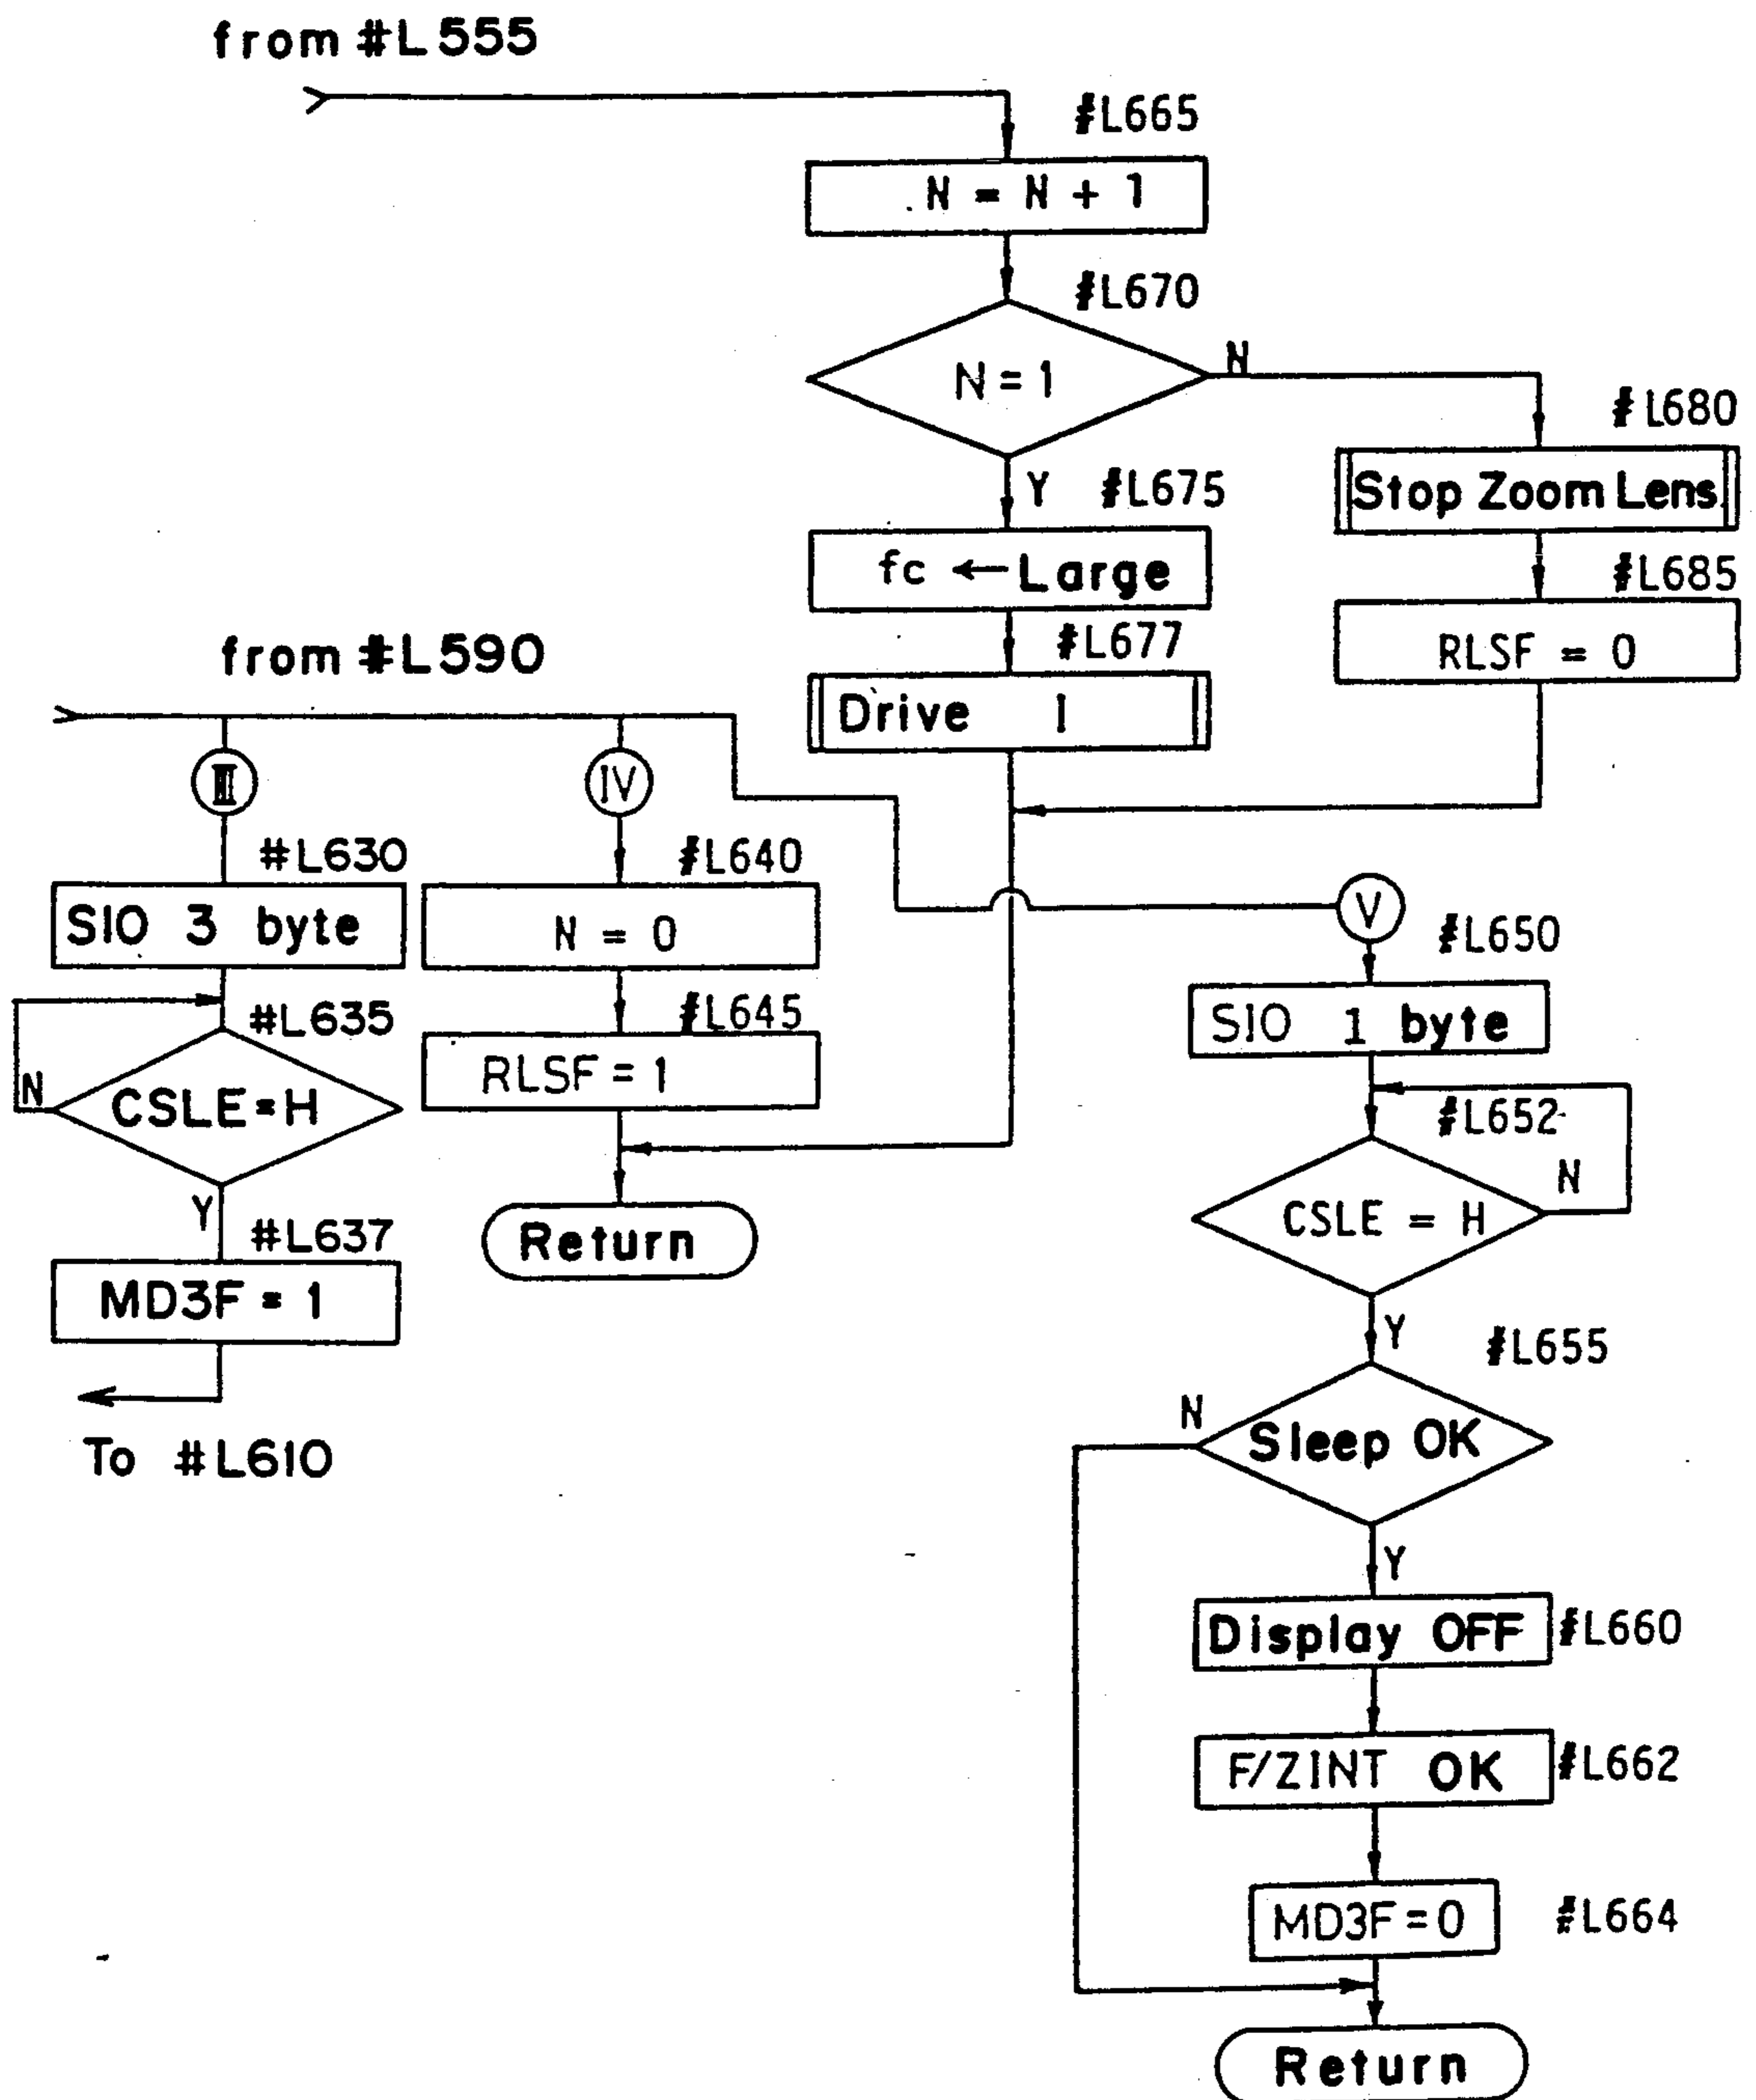 from #L555
#L665
N = N + 1
#L670
N = 1
N
#L680
Y
#L675
Stop Zoom Lens
fc ← Large
#L685
RLSF = 0
#L677
Drive I
from #L590
III
IV
#L630
SIO 3 byte
#L635
N
CSLE = H
Y
#L637
MD3F = 1
To #L610
#L640
N = 0
#L645
RLSF = 1
Return
V
#L650
SIO 1 byte
#L652
CSLE = H
N
Y
#L655
N
Sleep OK
Y
Display OFF
#L660
F/ZINT OK
#L662
MD3F = 0
#L664
Return